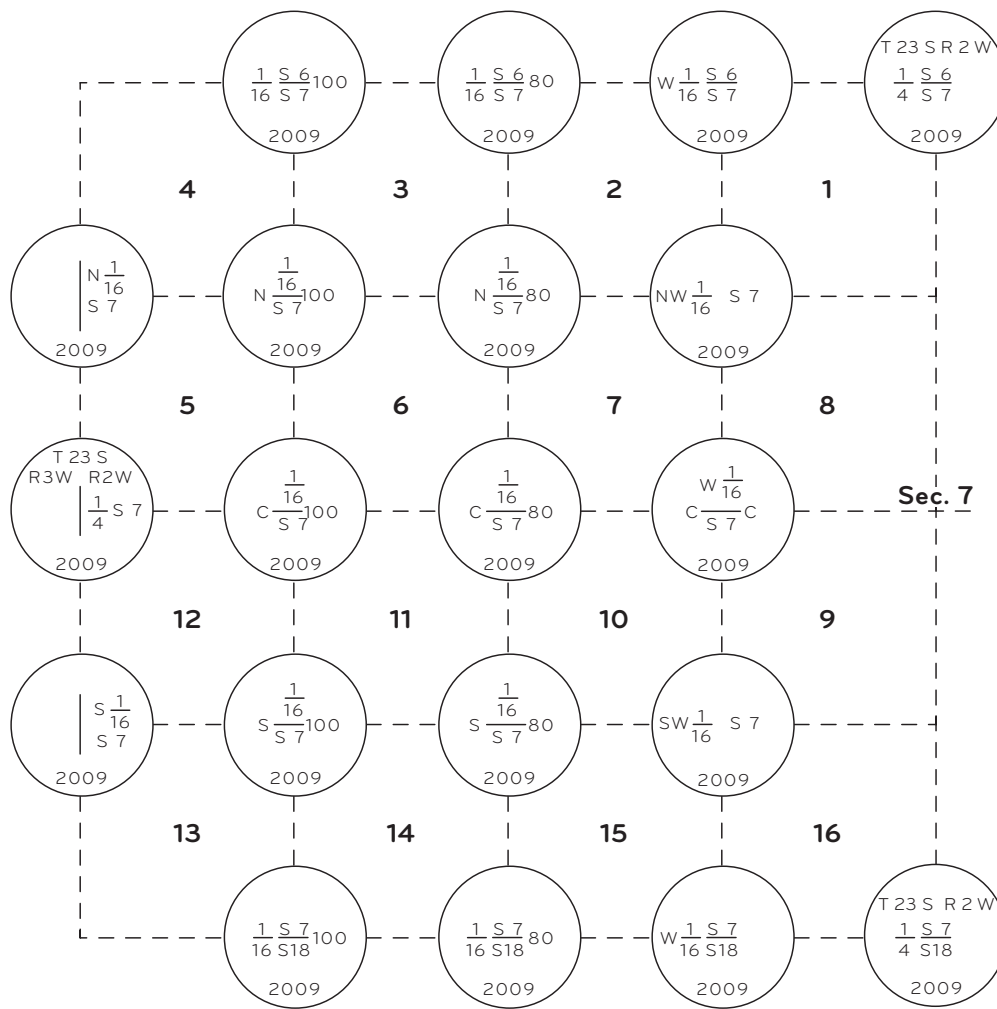 T 23 S R 2 W
1/16 S 6/S 7 100
1/16 S 6/S 7 80
W 1/16 S 6/S 7
1/4 S 6/S 7
2009
2009
2009
2009
4
3
2
1
N 1/16
S 7
2009
N 1/16/S 7 100
2009
N 1/16/S 7 80
2009
NW 1/16 S 7
2009
5
6
7
8
T 23 S
R3W R2W
1/4 S 7
2009
C 1/16/S 7 100
2009
C 1/16/S 7 80
2009
W 1/16
C S 7 C
2009
Sec. 7
12
11
10
9
S 1/16
S 7
2009
S 1/16/S 7 100
2009
S 1/16/S 7 80
2009
SW 1/16 S 7
2009
13
14
15
16
1/16 S 7/S18 100
2009
1/16 S 7/S18 80
2009
W 1/16 S 7/S18
2009
T 23 S R 2 W
1/4 S 7/S18
2009